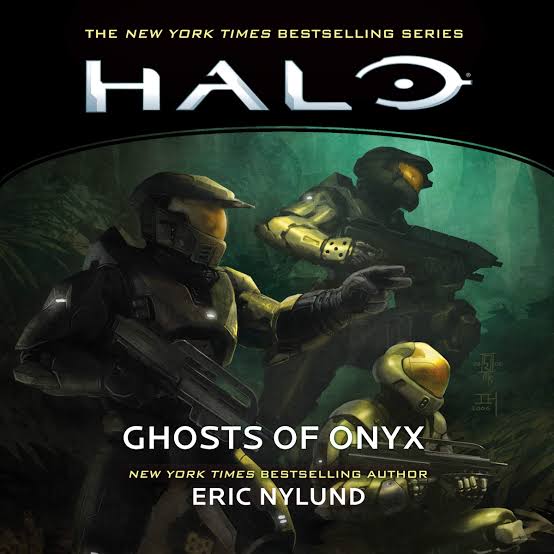 THE NEW YORK TIMES BESTSELLING SERIES
HALO®
GHOSTS OF ONYX
NEW YORK TIMES BESTSELLING AUTHOR
ERIC NYLUND